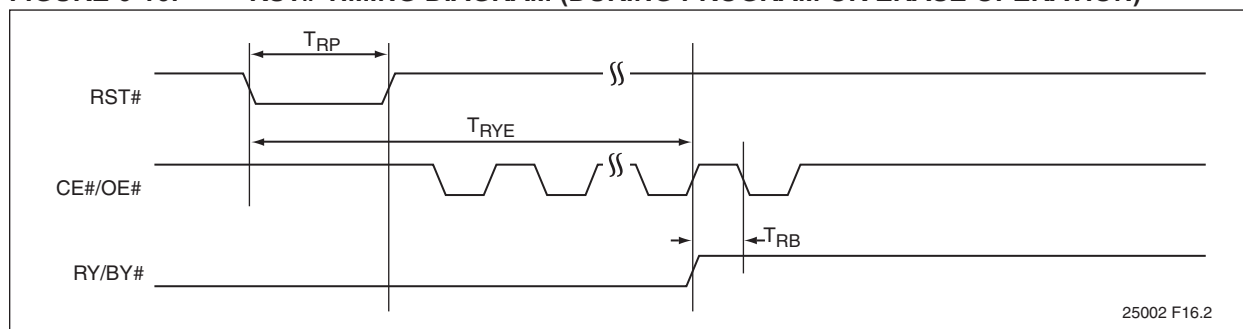 FIGURE 6-16: RST# TIMING DIAGRAM (DURING PROGRAM OR ERASE OPERATION)
TRP
RST#
TRYE
CE#/OE#
TRB
RY/BY#
25002 F16.2